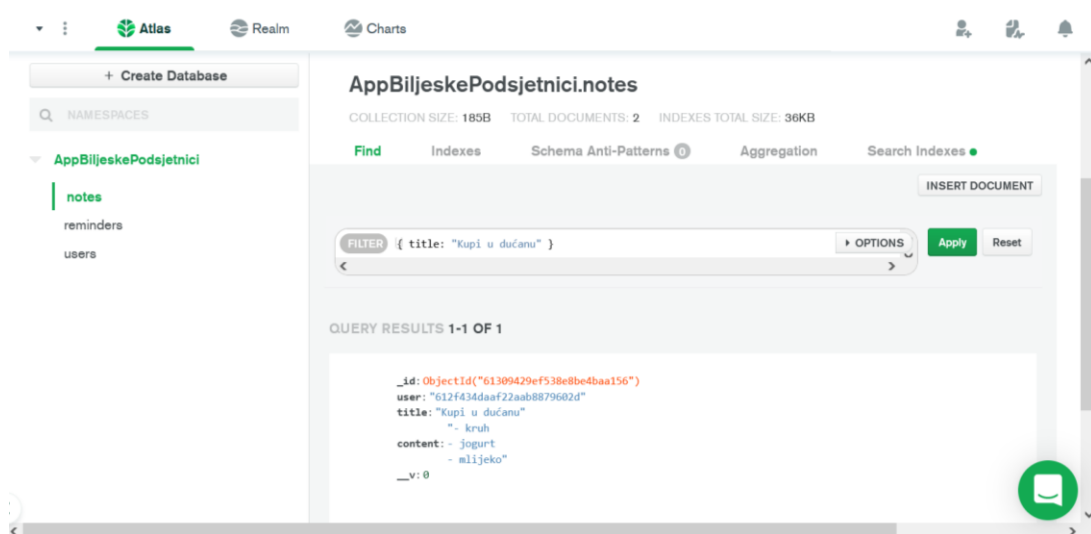 Atlas Realm Charts
+ Create Database
NAMESPACES
AppBiljeskePodsjetnici
notes
reminders
users
AppBiljeskePodsjetnici.notes
COLLECTION SIZE: 185B TOTAL DOCUMENTS: 2 INDEXES TOTAL SIZE: 36KB
Find Indexes Schema Anti-Patterns 0 Aggregation Search Indexes
INSERT DOCUMENT
FILTER { title: "Kupi u dućanu" } OPTIONS Apply Reset
QUERY RESULTS 1-1 OF 1
_id: ObjectId("61309429ef538e8be4baa156")
user: "612f434daaf22aab8879602d"
title: "Kupi u dućanu"
"- kruh
content: - jogurt
- mlijeko"
__v: 0